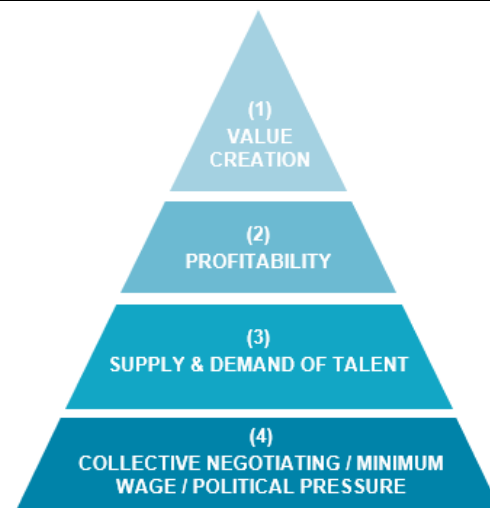 (1)
VALUE
CREATION
(2)
PROFITABILITY
(3)
SUPPLY & DEMAND OF TALENT
(4)
COLLECTIVE NEGOTIATING / MINIMUM
WAGE / POLITICAL PRESSURE